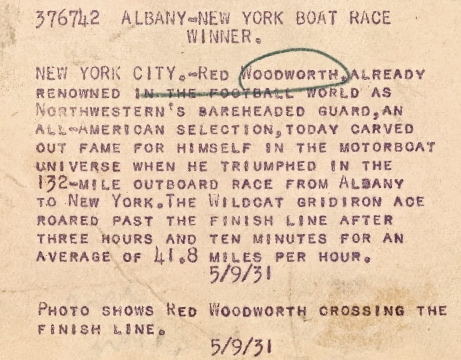 376742 ALBANY-NEW YORK BOAT RACE
WINNER.
NEW YORK CITY.-RED WOODWORTH, ALREADY
RENOWNED IN THE FOOTBALL WORLD AS
NORTHWESTERN'S BAREHEADED GUARD, AN
ALL-AMERICAN SELECTION, TODAY CARVED
OUT FAME FOR HIMSELF IN THE MOTORBOAT
UNIVERSE WHEN HE TRIUMPHED IN THE
132-MILE OUTBOARD RACE FROM ALBANY
TO NEW YORK. THE WILDCAT GRIDIRON ACE
ROARED PAST THE FINISH LINE AFTER
THREE HOURS AND TEN MINUTES FOR AN
AVERAGE OF 41.8 MILES PER HOUR.
5/9/31
PHOTO SHOWS RED WOODWORTH CROSSING THE
FINISH LINE.
5/9/31